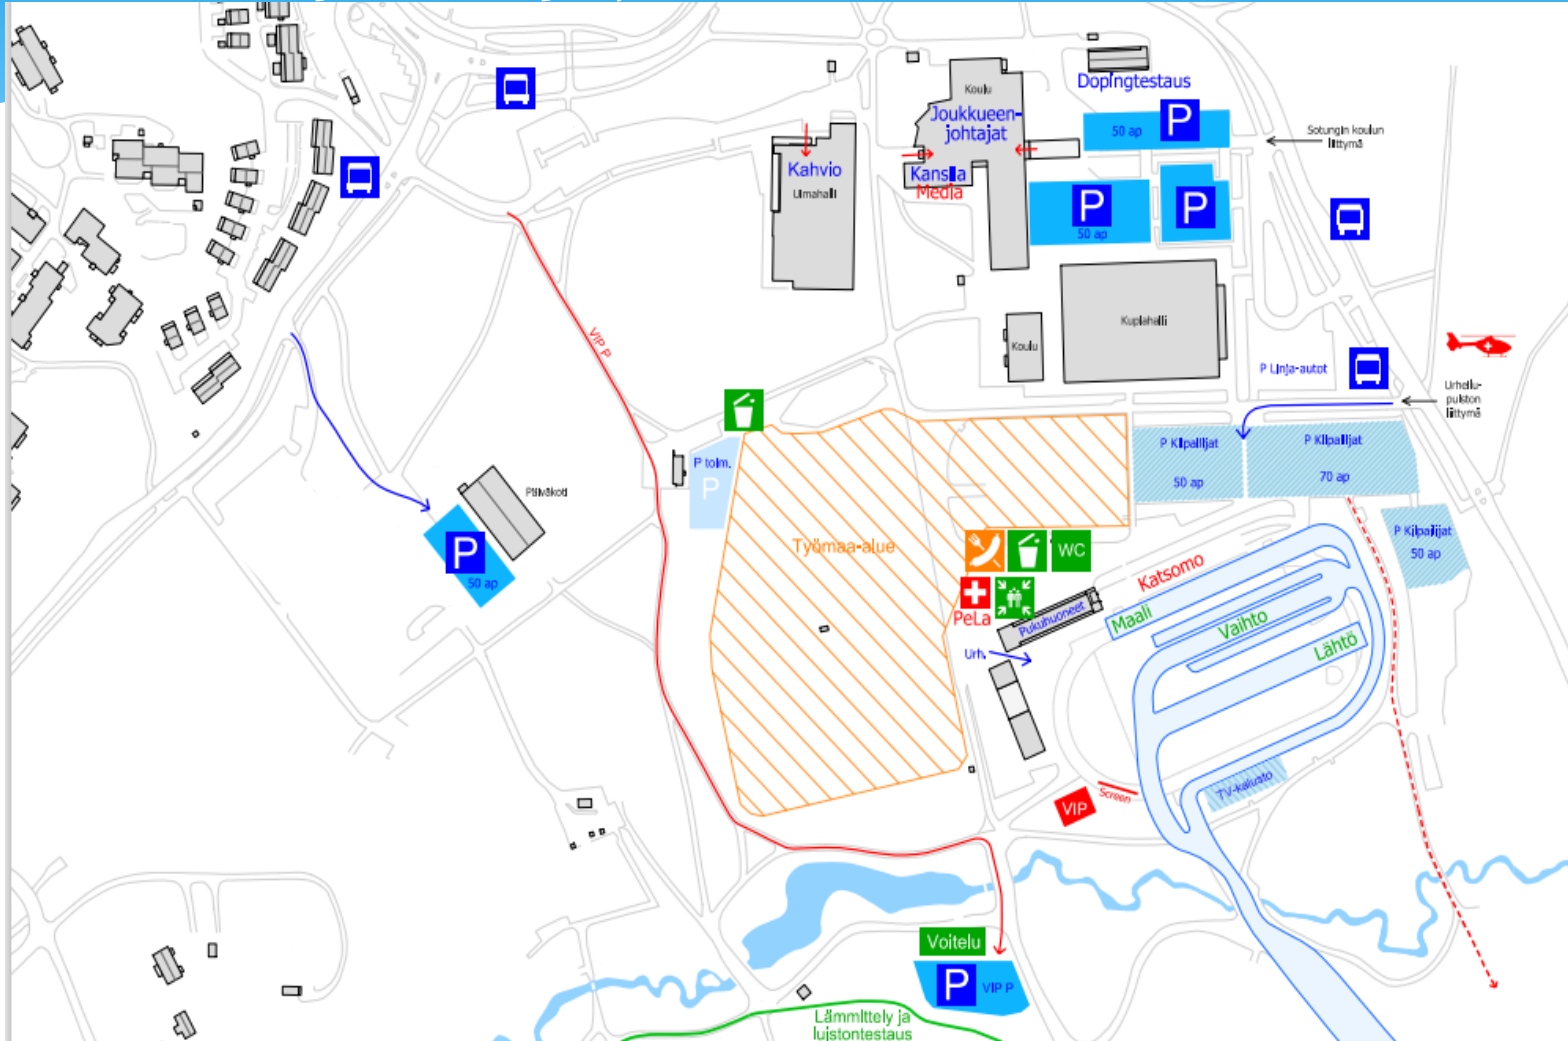 Dopingtestaus
Koulu
Joukkueen-
johtajat
50 ap
P
Sotungin koulun
liittymä
Kahvio
Uimahalli
Kanslia
Media
P
50 ap
P
Kuplahalli
Koulu
VIP P
P Linja-autot
Urheilu-
puiston
liittymä
P toim.
P
P Kilpailijat
50 ap
P Kilpailijat
70 ap
Päiväkoti
P
50 ap
Työmaa-alue
WC
P Kilpailijat
50 ap
Katsomo
PeLa
Pukuhuoneet
Maali
Vaihto
Lähtö
Urh.
TV-kalusto
Screen
VIP
Voitelu
P
VIP P
Lämmittely ja
luistontestaus